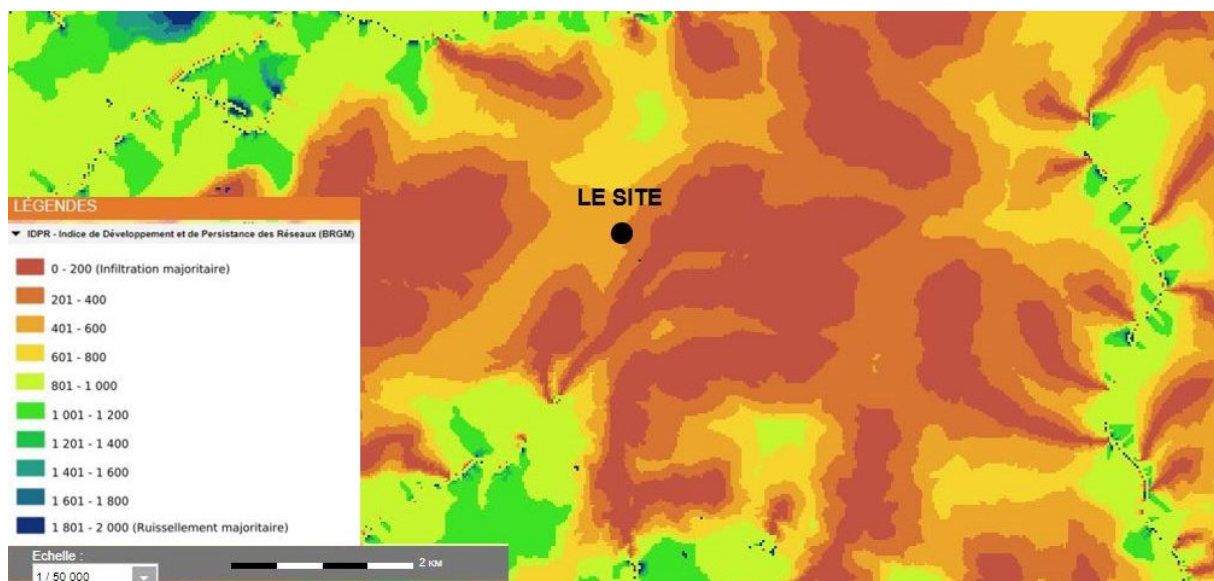 LE SITE
LÉGENDES
IDPR - Indice de Développement et de Persistance des Réseaux (BRGM)
0 - 200 (Infiltration majoritaire)
201 - 400
401 - 600
601 - 800
801 - 1 000
1 001 - 1 200
1 201 - 1 400
1 401 - 1 600
1 601 - 1 800
1 801 - 2 000 (Ruissellement majoritaire)
Echelle :
2 KM
1 / 50 000